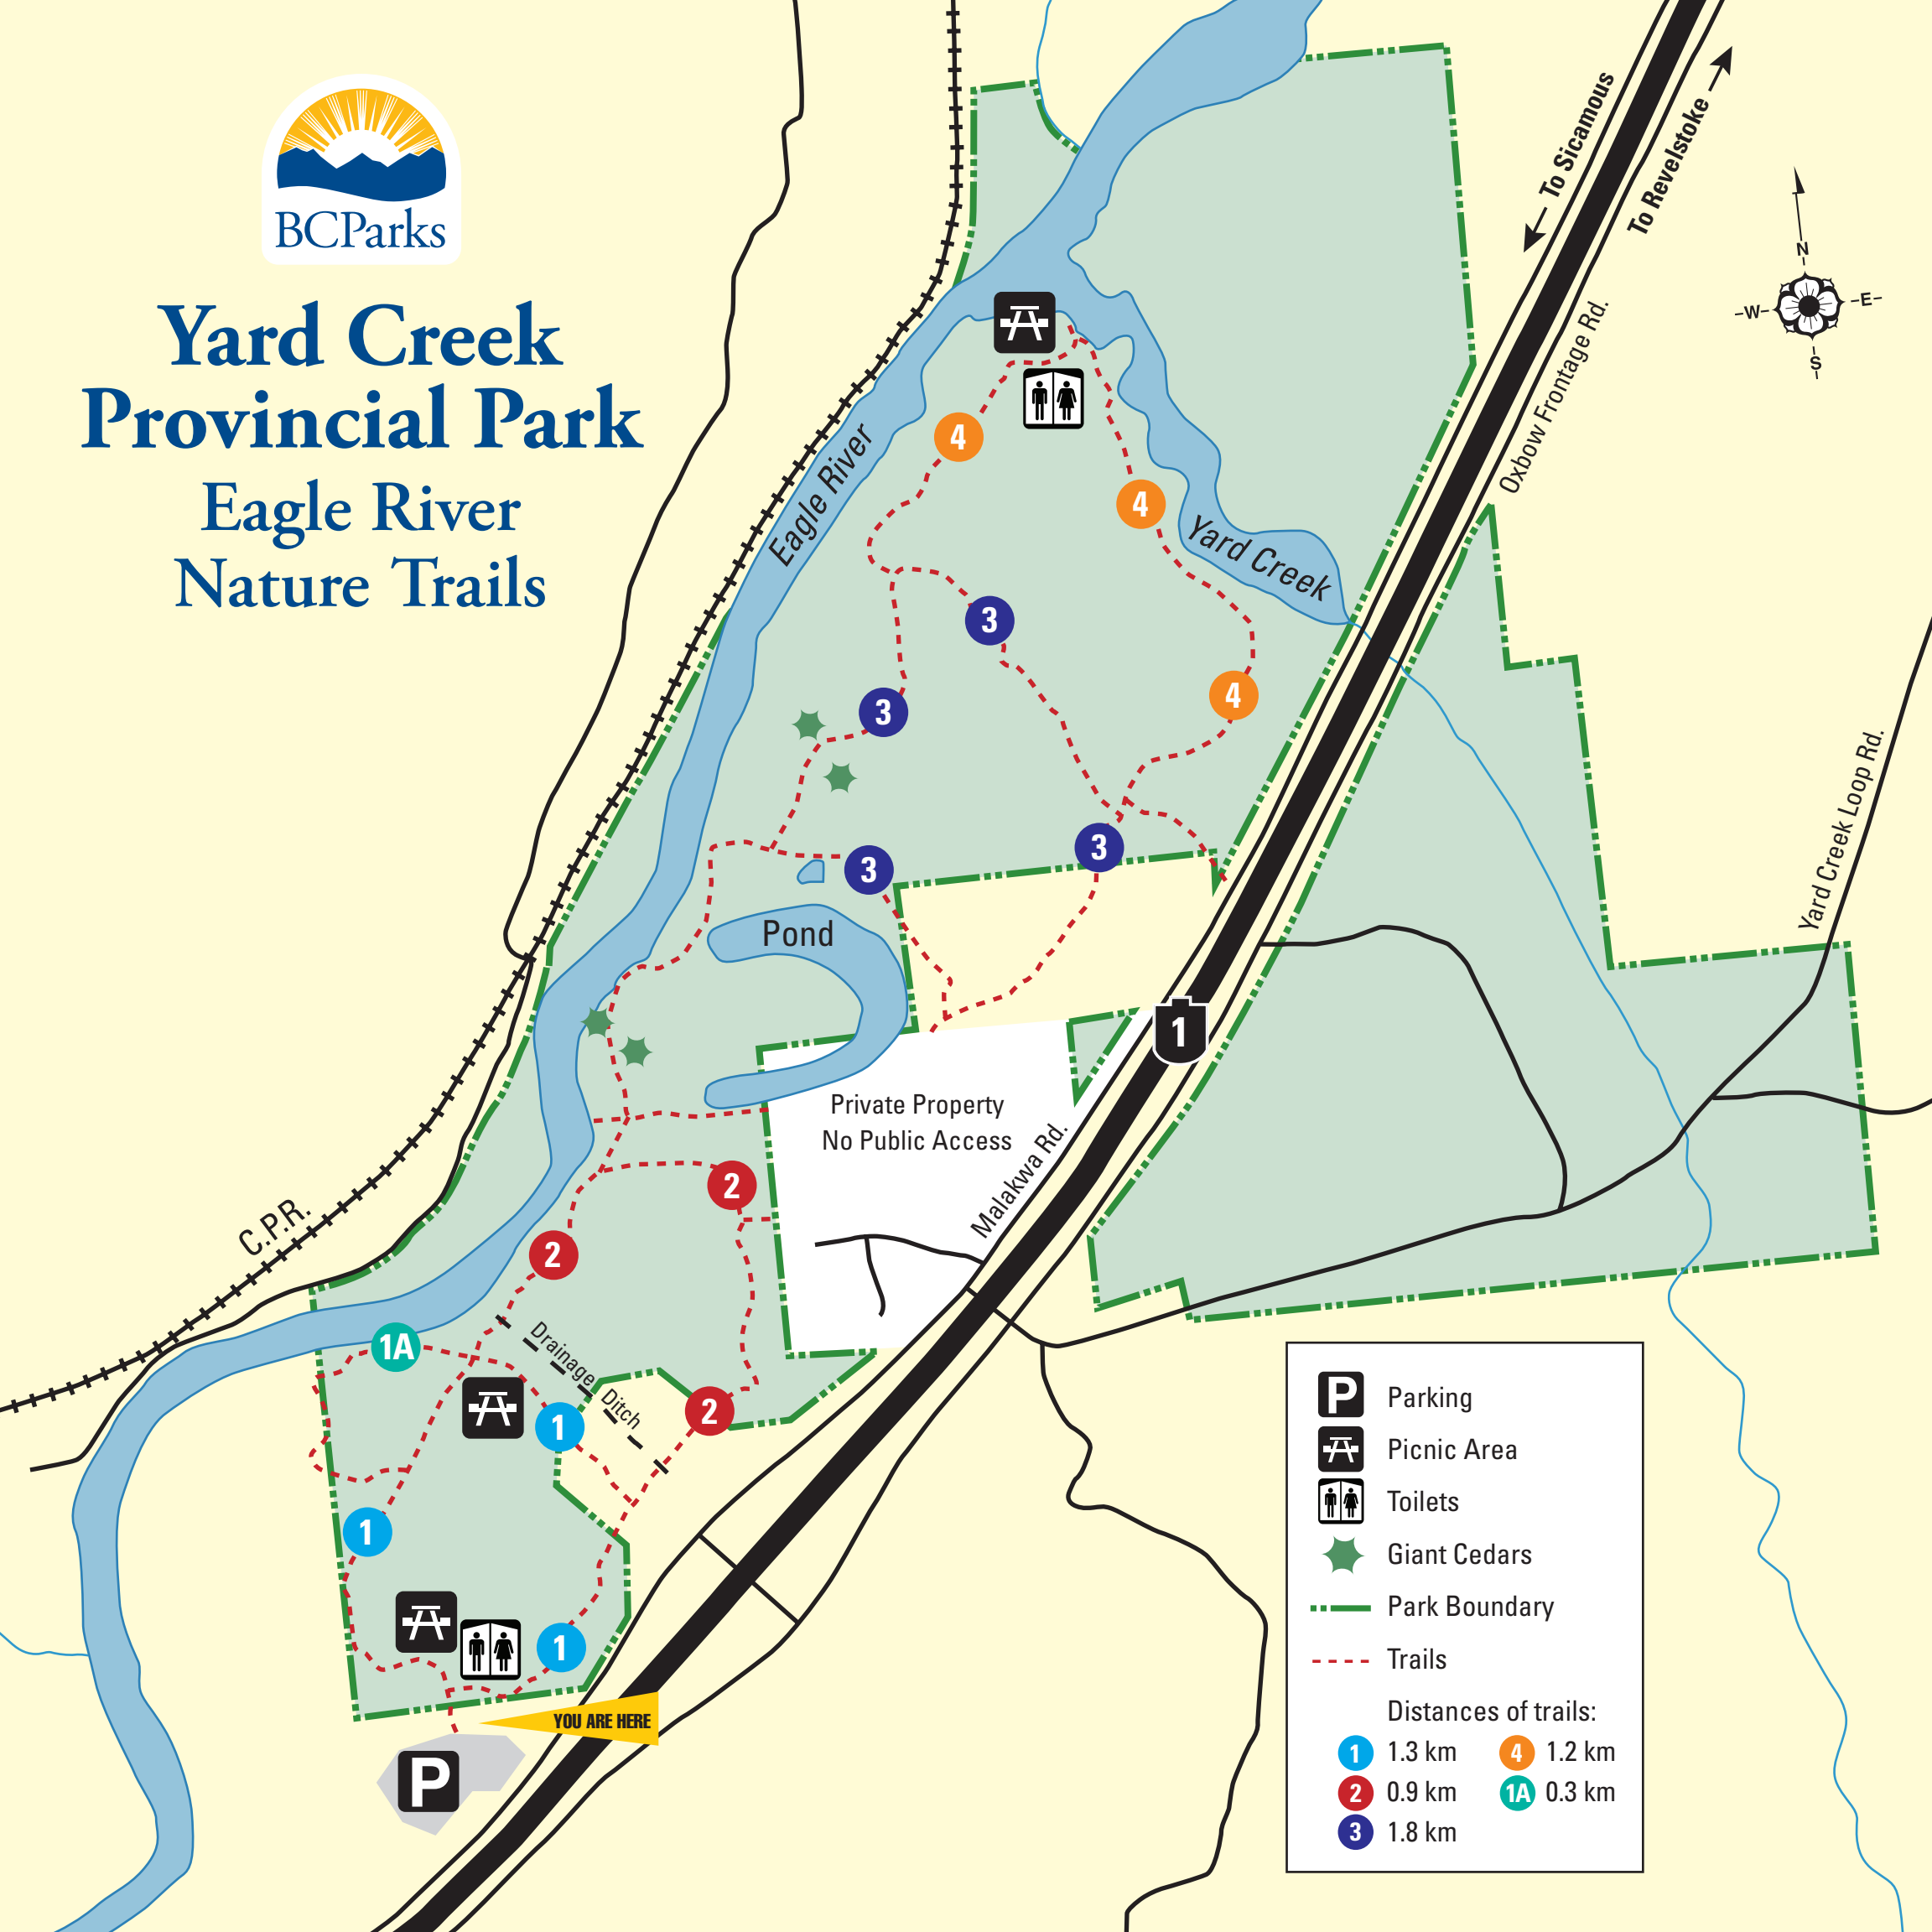 BCParks
Yard Creek
Provincial Park
Eagle River
Nature Trails
To Sicamous
To Revelstoke
N
W
E
S
Oxbow Frontage Rd.
Eagle River
4
4
Yard Creek
3
4
3
Yard Creek Loop Rd.
3
3
Pond
1
Private Property
No Public Access
Malakwa Rd.
2
C.P.R.
2
1A
Drainage Ditch
2
1
1
1
YOU ARE HERE
P
P Parking
Picnic Area
Toilets
Giant Cedars
Park Boundary
Trails
Distances of trails:
1 1.3 km 4 1.2 km
2 0.9 km 1A 0.3 km
3 1.8 km